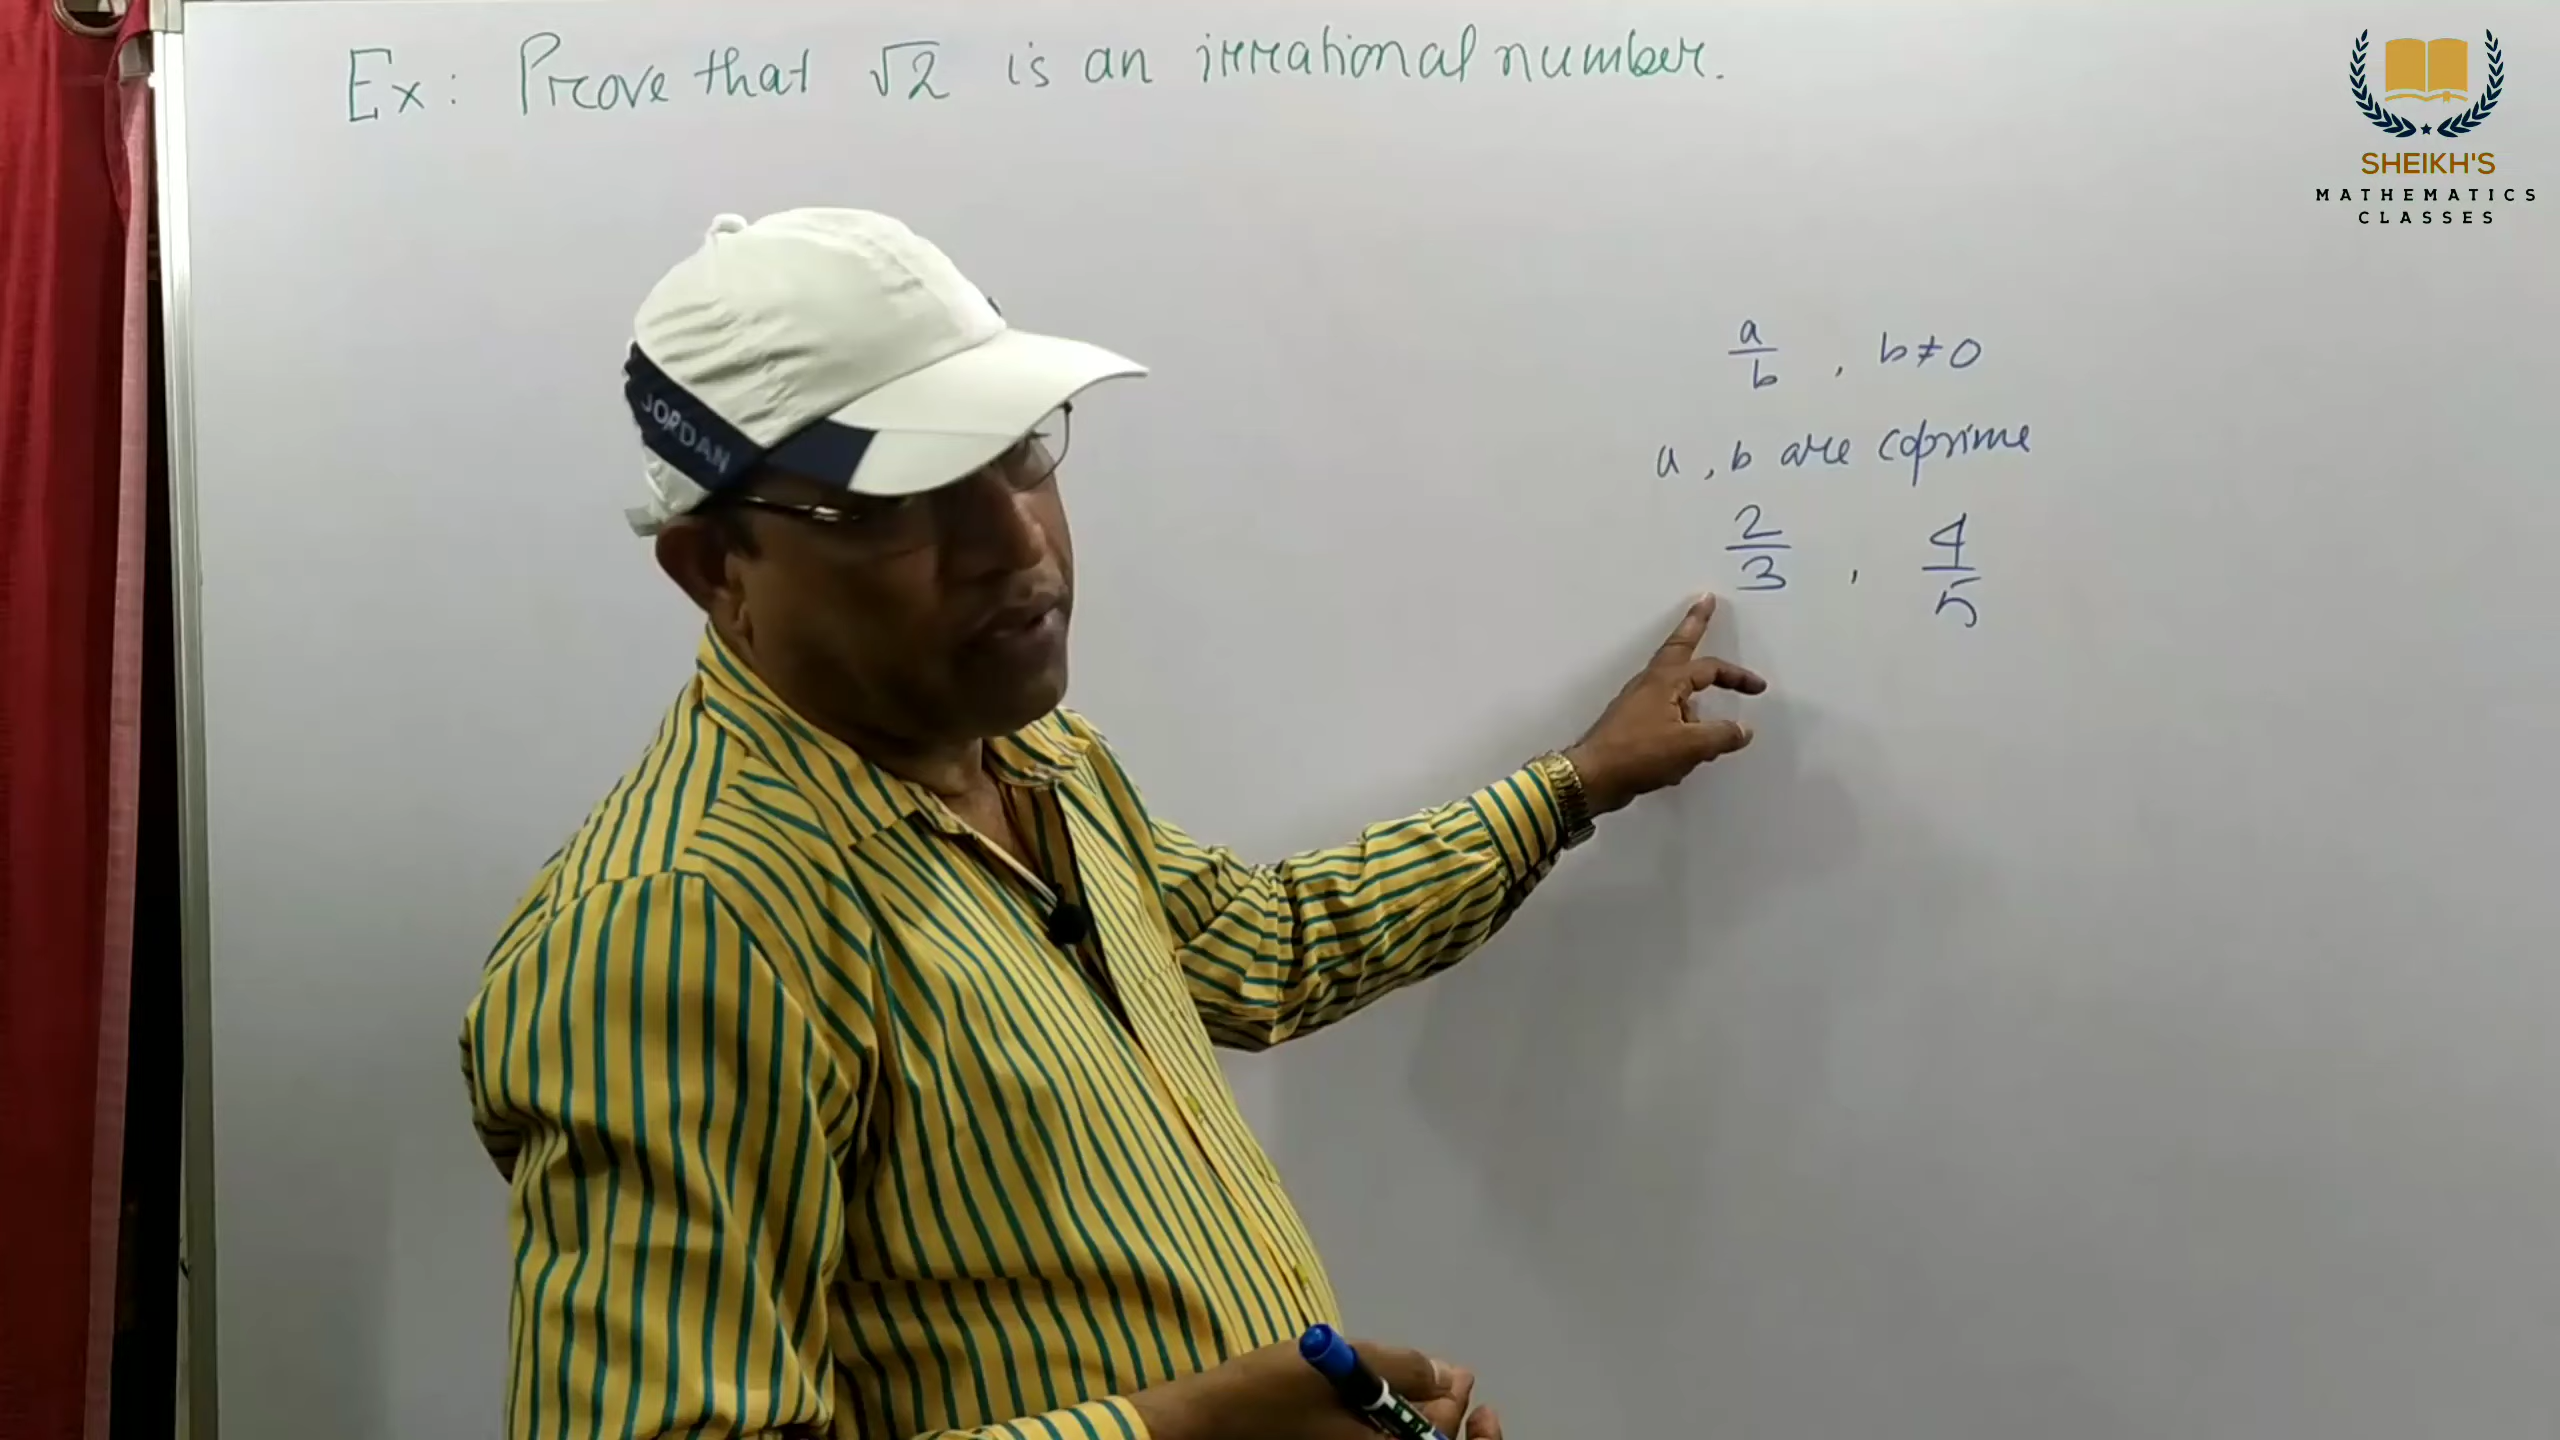 Ex: Prove that √2 is an irrational number.
SHEIKH'S
MATHEMATICS
CLASSES
a/b , b≠0
a, b are coprime
2/3 , 4/5
JORDAN